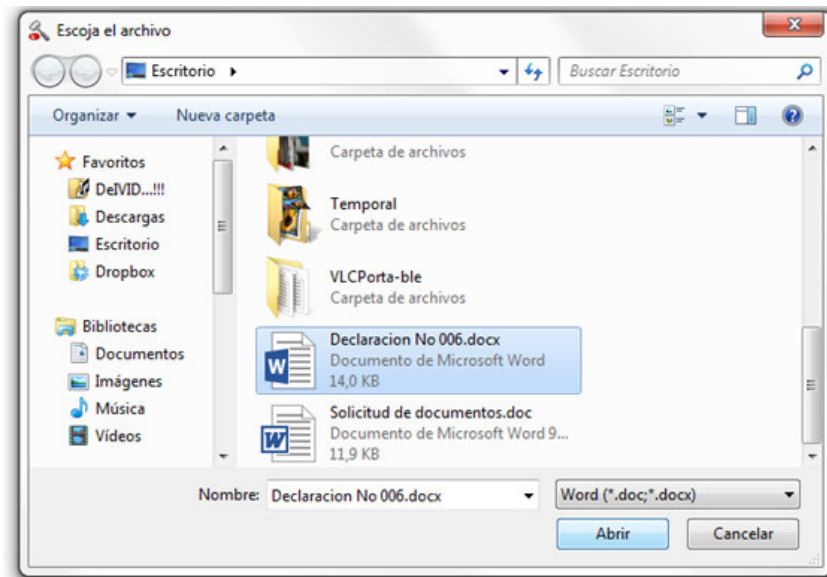 Escoja el archivo
Escritorio
Buscar Escritorio
Organizar
Nueva carpeta
Favoritos
DeIVID...!!!
Descargas
Escritorio
Dropbox
Bibliotecas
Documentos
Imágenes
Música
Vídeos
Carpeta de archivos
Temporal
Carpeta de archivos
VLCPorta-ble
Carpeta de archivos
Declaracion No 006.docx
Documento de Microsoft Word
14,0 KB
Solicitud de documentos.doc
Documento de Microsoft Word 9...
11,9 KB
Nombre: Declaracion No 006.docx
Word (*.doc;*.docx)
Abrir
Cancelar